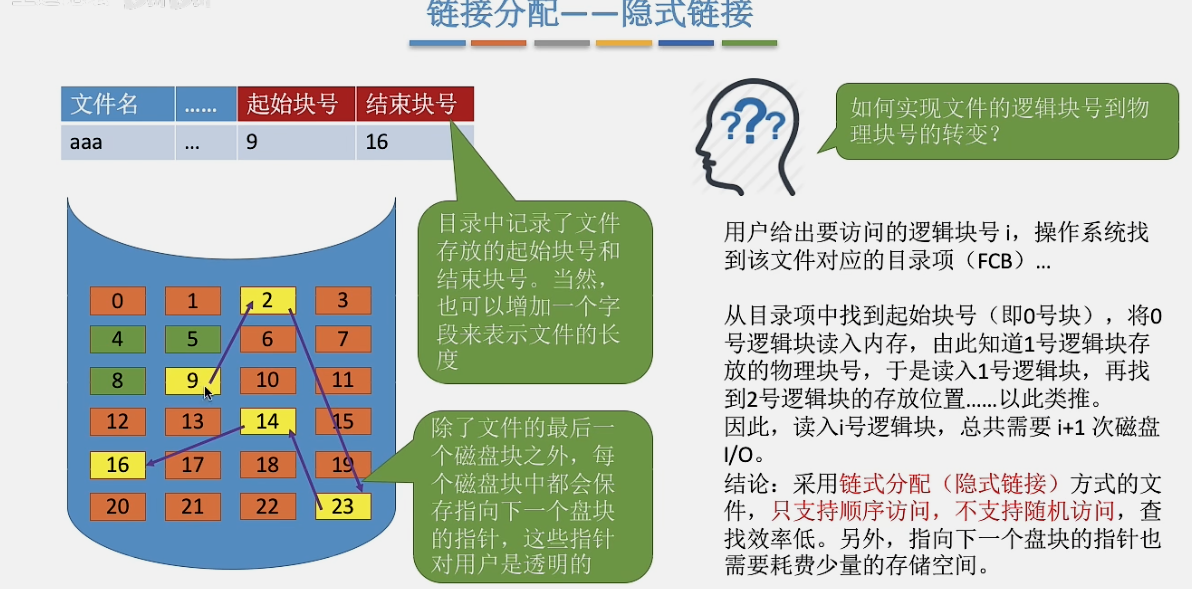 链接分配——隐式链接
文件名 …… 起始块号 结束块号
aaa … 9 16
如何实现文件的逻辑块号到物
理块号的转变？
???
目录中记录了文件
存放的起始块号和
结束块号。当然，
也可以增加一个字
段来表示文件的长
度
0 1 2 3
4 5 6 7
8 9 10 11
12 13 14 15
16 17 18 19
20 21 22 23
除了文件的最后一
个磁盘块之外，每
个磁盘块中都会保
存指向下一个盘块
的指针，这些指针
对用户是透明的
用户给出要访问的逻辑块号 i，操作系统找
到该文件对应的目录项（FCB）…
从目录项中找到起始块号（即0号块），将0
号逻辑块读入内存，由此知道1号逻辑块存
放的物理块号，于是读入1号逻辑块，再找
到2号逻辑块的存放位置……以此类推。
因此，读入i号逻辑块，总共需要 i+1 次磁盘
I/O。
结论：采用链式分配（隐式链接）方式的文
件，只支持顺序访问，不支持随机访问，查
找效率低。另外，指向下一个盘块的指针也
需要耗费少量的存储空间。